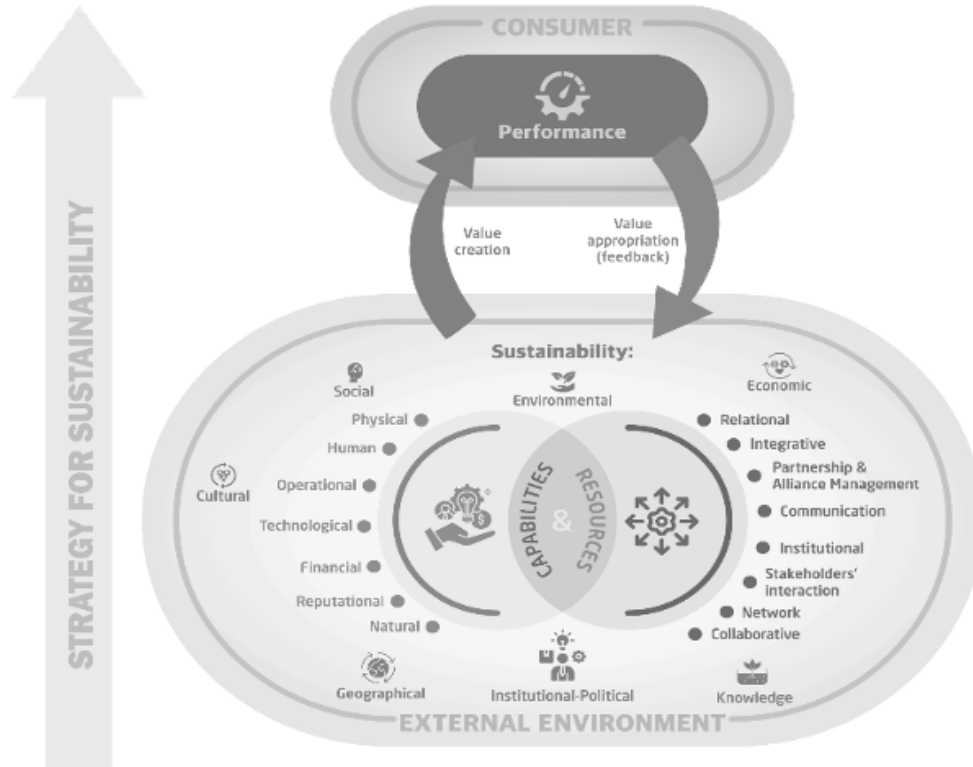 CONSUMER
Performance
Value
creation
Value
appropriation
(feedback)
STRATEGY FOR SUSTAINABILITY
Sustainability:
Social
Environmental
Economic
Cultural
Geographical
Institutional-Political
Knowledge
Physical
Human
Operational
Technological
Financial
Reputational
Natural
CAPABILITIES
&
RESOURCES
Relational
Integrative
Partnership &
Alliance Management
Communication
Institutional
Stakeholders'
interaction
Network
Collaborative
EXTERNAL ENVIRONMENT